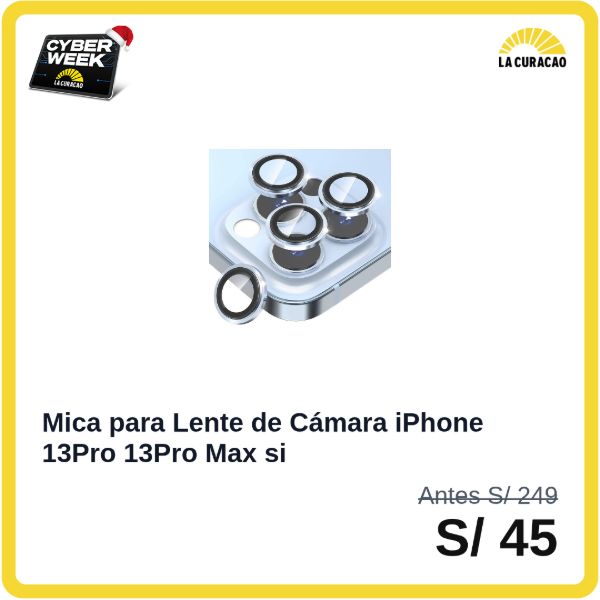 CYBER
WEEK
LA CURACAO
LA CURACAO
Mica para Lente de Cámara iPhone
13Pro 13Pro Max si
Antes S/ 249
S/ 45